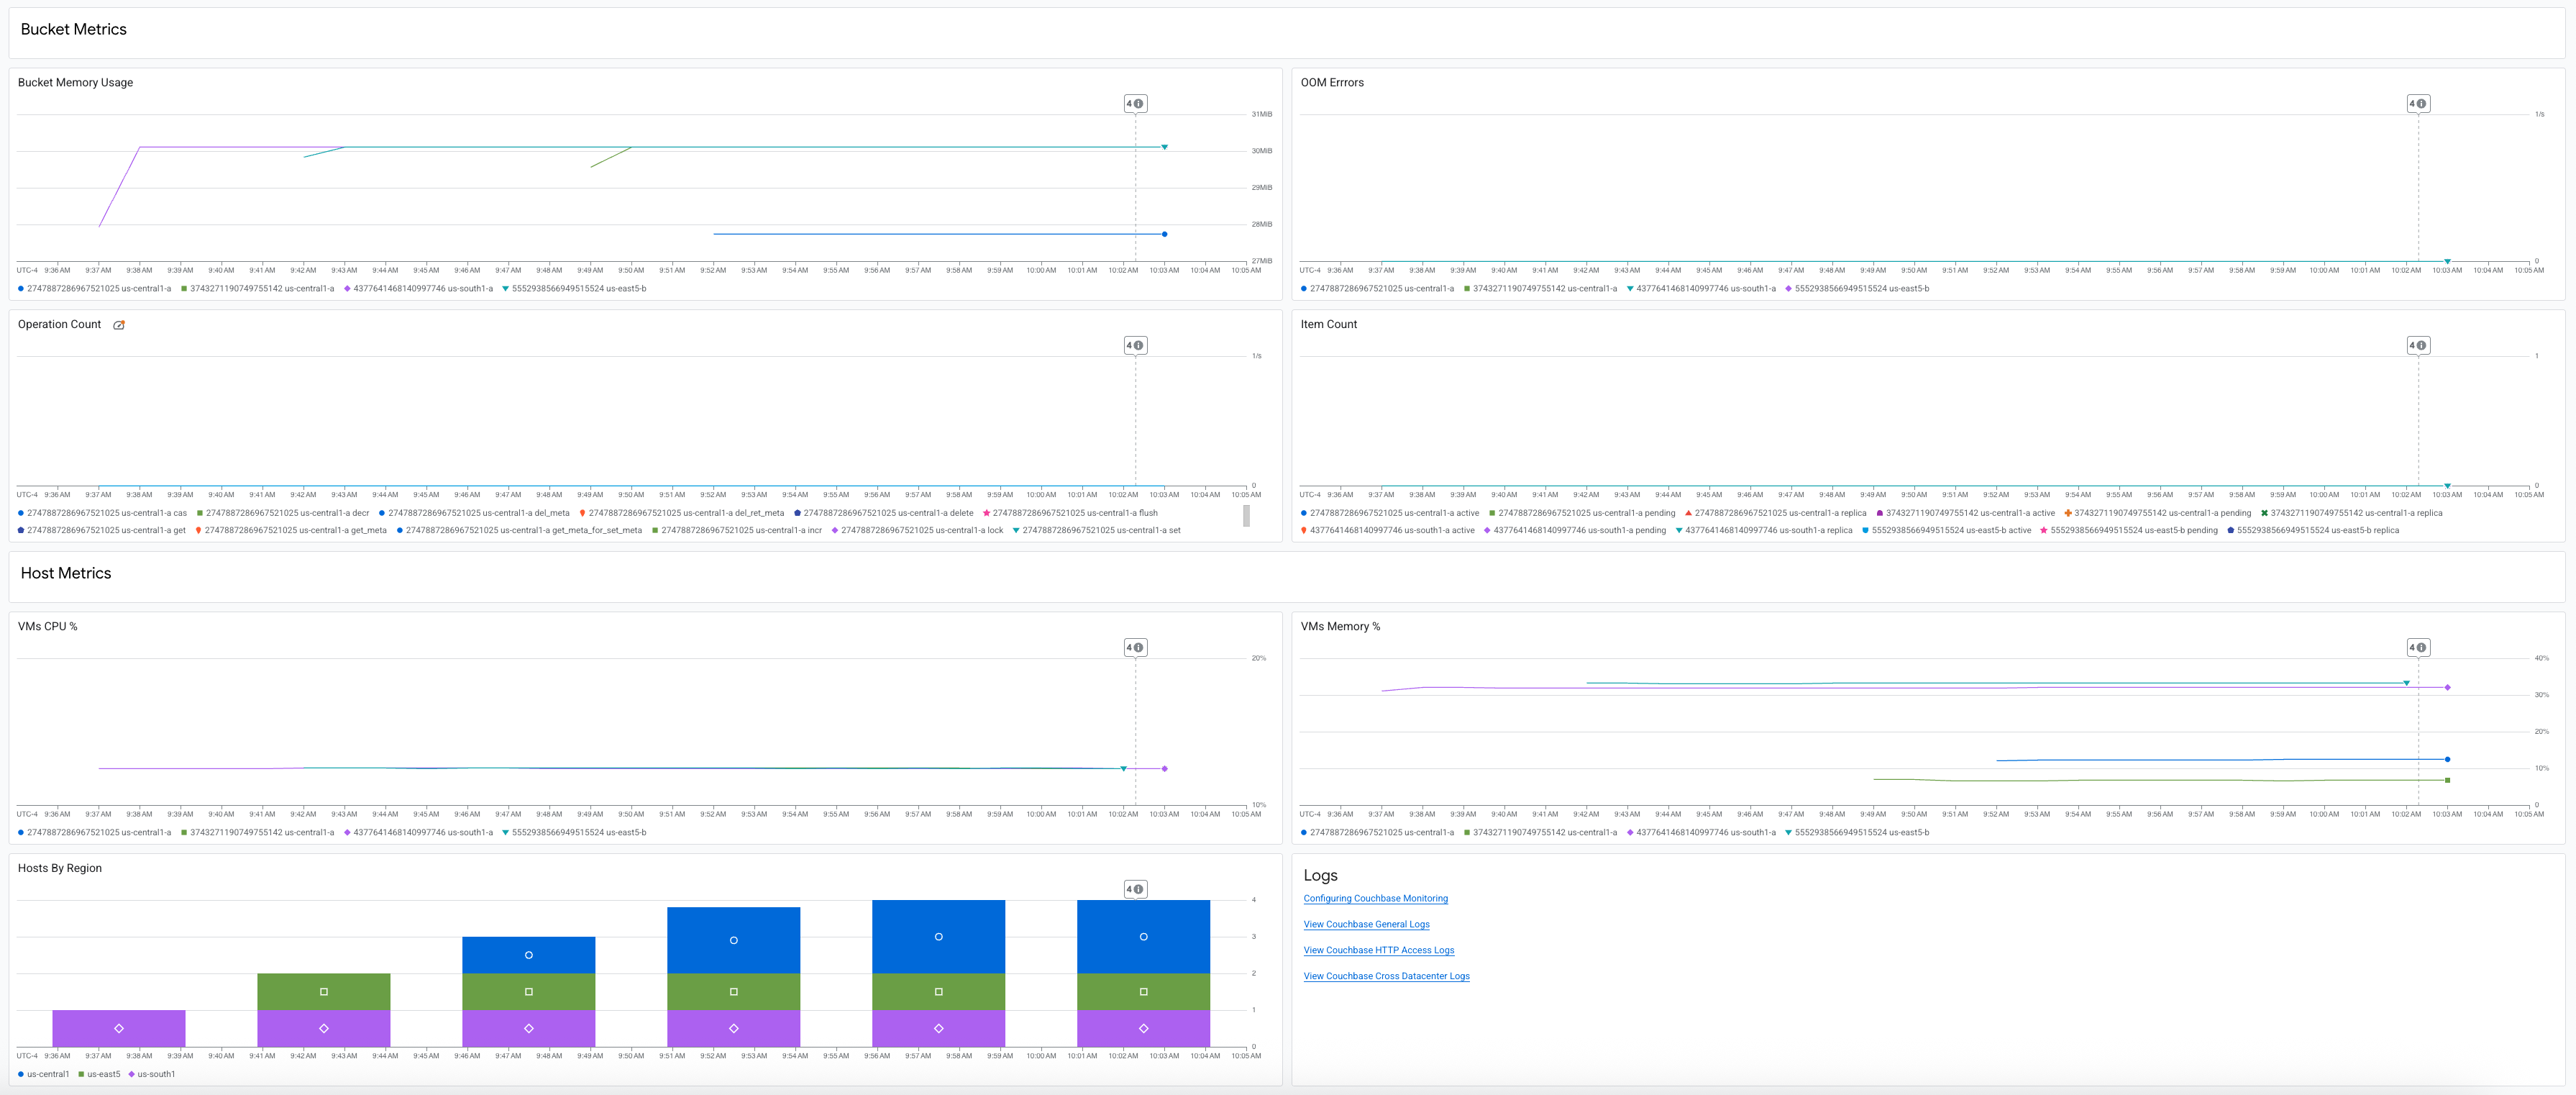 Bucket Metrics
Bucket Memory Usage
4
31MiB
30MiB
29MiB
28MiB
27MiB
UTC-4 9:36 AM 9:37 AM 9:38 AM 9:39 AM 9:40 AM 9:41 AM 9:42 AM 9:43 AM 9:44 AM 9:45 AM 9:46 AM 9:47 AM 9:48 AM 9:49 AM 9:50 AM 9:51 AM 9:52 AM 9:53 AM 9:54 AM 9:55 AM 9:56 AM 9:57 AM 9:58 AM 9:59 AM 10:00 AM 10:01 AM 10:02 AM 10:03 AM 10:04 AM 10:05 AM
2747887286967521025 us-central1-a 3743271190749755142 us-central1-a 4377641468140997746 us-south1-a 5552938566949515524 us-east5-b
OOM Errrors
4
1/s
0
UTC-4 9:36 AM 9:37 AM 9:38 AM 9:39 AM 9:40 AM 9:41 AM 9:42 AM 9:43 AM 9:44 AM 9:45 AM 9:46 AM 9:47 AM 9:48 AM 9:49 AM 9:50 AM 9:51 AM 9:52 AM 9:53 AM 9:54 AM 9:55 AM 9:56 AM 9:57 AM 9:58 AM 9:59 AM 10:00 AM 10:01 AM 10:02 AM 10:03 AM 10:04 AM 10:05 AM
2747887286967521025 us-central1-a 3743271190749755142 us-central1-a 4377641468140997746 us-south1-a 5552938566949515524 us-east5-b
Operation Count
4
1/s
0
UTC-4 9:36 AM 9:37 AM 9:38 AM 9:39 AM 9:40 AM 9:41 AM 9:42 AM 9:43 AM 9:44 AM 9:45 AM 9:46 AM 9:47 AM 9:48 AM 9:49 AM 9:50 AM 9:51 AM 9:52 AM 9:53 AM 9:54 AM 9:55 AM 9:56 AM 9:57 AM 9:58 AM 9:59 AM 10:00 AM 10:01 AM 10:02 AM 10:03 AM 10:04 AM 10:05 AM
2747887286967521025 us-central1-a cas 2747887286967521025 us-central1-a decr 2747887286967521025 us-central1-a del_meta 2747887286967521025 us-central1-a del_ret_meta 2747887286967521025 us-central1-a delete 2747887286967521025 us-central1-a flush
2747887286967521025 us-central1-a get 2747887286967521025 us-central1-a get_meta 2747887286967521025 us-central1-a get_meta_for_set_meta 2747887286967521025 us-central1-a incr 2747887286967521025 us-central1-a lock 2747887286967521025 us-central1-a set
Item Count
4
1
0
UTC-4 9:36 AM 9:37 AM 9:38 AM 9:39 AM 9:40 AM 9:41 AM 9:42 AM 9:43 AM 9:44 AM 9:45 AM 9:46 AM 9:47 AM 9:48 AM 9:49 AM 9:50 AM 9:51 AM 9:52 AM 9:53 AM 9:54 AM 9:55 AM 9:56 AM 9:57 AM 9:58 AM 9:59 AM 10:00 AM 10:01 AM 10:02 AM 10:03 AM 10:04 AM 10:05 AM
2747887286967521025 us-central1-a active 2747887286967521025 us-central1-a pending 2747887286967521025 us-central1-a replica 3743271190749755142 us-central1-a active 3743271190749755142 us-central1-a pending 3743271190749755142 us-central1-a replica
4377641468140997746 us-south1-a active 4377641468140997746 us-south1-a pending 4377641468140997746 us-south1-a replica 5552938566949515524 us-east5-b active 5552938566949515524 us-east5-b pending 5552938566949515524 us-east5-b replica
Host Metrics
VMs CPU %
4
20%
10%
UTC-4 9:36 AM 9:37 AM 9:38 AM 9:39 AM 9:40 AM 9:41 AM 9:42 AM 9:43 AM 9:44 AM 9:45 AM 9:46 AM 9:47 AM 9:48 AM 9:49 AM 9:50 AM 9:51 AM 9:52 AM 9:53 AM 9:54 AM 9:55 AM 9:56 AM 9:57 AM 9:58 AM 9:59 AM 10:00 AM 10:01 AM 10:02 AM 10:03 AM 10:04 AM 10:05 AM
2747887286967521025 us-central1-a 3743271190749755142 us-central1-a 4377641468140997746 us-south1-a 5552938566949515524 us-east5-b
VMs Memory %
4
40%
30%
20%
10%
0
UTC-4 9:36 AM 9:37 AM 9:38 AM 9:39 AM 9:40 AM 9:41 AM 9:42 AM 9:43 AM 9:44 AM 9:45 AM 9:46 AM 9:47 AM 9:48 AM 9:49 AM 9:50 AM 9:51 AM 9:52 AM 9:53 AM 9:54 AM 9:55 AM 9:56 AM 9:57 AM 9:58 AM 9:59 AM 10:00 AM 10:01 AM 10:02 AM 10:03 AM 10:04 AM 10:05 AM
2747887286967521025 us-central1-a 3743271190749755142 us-central1-a 4377641468140997746 us-south1-a 5552938566949515524 us-east5-b
Hosts By Region
4
4
3
2
1
0
UTC-4 9:36 AM 9:37 AM 9:38 AM 9:39 AM 9:40 AM 9:41 AM 9:42 AM 9:43 AM 9:44 AM 9:45 AM 9:46 AM 9:47 AM 9:48 AM 9:49 AM 9:50 AM 9:51 AM 9:52 AM 9:53 AM 9:54 AM 9:55 AM 9:56 AM 9:57 AM 9:58 AM 9:59 AM 10:00 AM 10:01 AM 10:02 AM 10:03 AM 10:04 AM 10:05 AM
us-central1 us-east5 us-south1
Logs
Configuring Couchbase Monitoring
View Couchbase General Logs
View Couchbase HTTP Access Logs
View Couchbase Cross Datacenter Logs